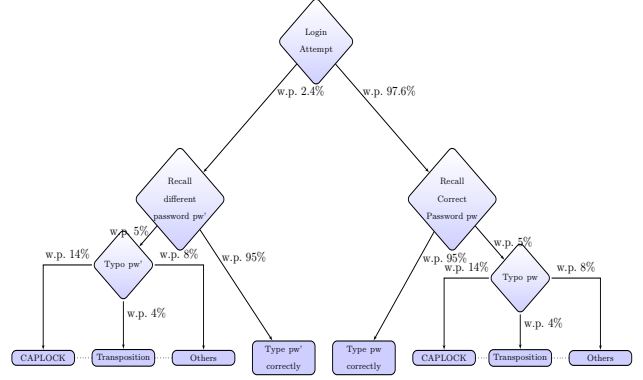 Login
Attempt
w.p. 2.4%
w.p. 97.6%
Recall
different
password pw'
Recall
Correct
Password pw
w.p. 5%
w.p. 14%
Typo pw'
w.p. 8%
w.p. 95%
w.p. 4%
w.p. 5%
w.p. 95%
w.p. 14%
Typo pw
w.p. 8%
w.p. 4%
CAPLOCK
Transposition
Others
Type pw'
correctly
Type pw
correctly
CAPLOCK
Transposition
Others